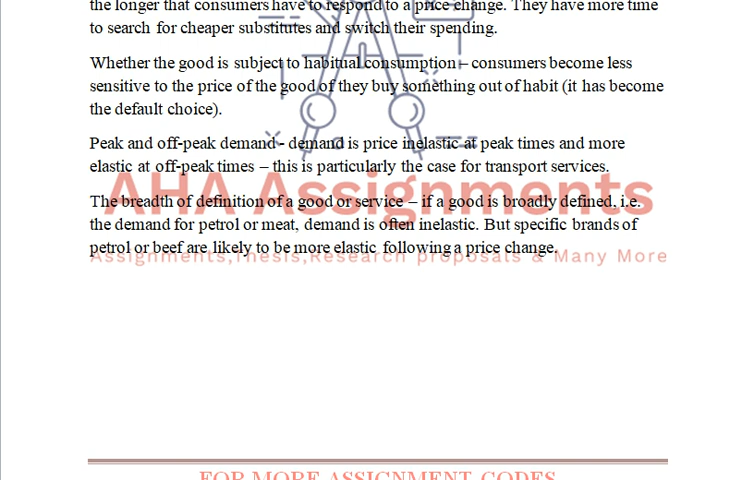 the longer that consumers have to respond to a price change. They have more time
to search for cheaper substitutes and switch their spending.
Whether the good is subject to habitual consumption – consumers become less
sensitive to the price of the good of they buy something out of habit (it has become
the default choice).
Peak and off-peak demand - demand is price inelastic at peak times and more
elastic at off-peak times – this is particularly the case for transport services.
AHA Assignments
The breadth of definition of a good or service – if a good is broadly defined, i.e.
the demand for petrol or meat, demand is often inelastic. But specific brands of
petrol or beef are likely to be more elastic following a price change.
Assignments,Thesis,Research proposals & Many More
FOR MORE ASSIGNMENT CODES